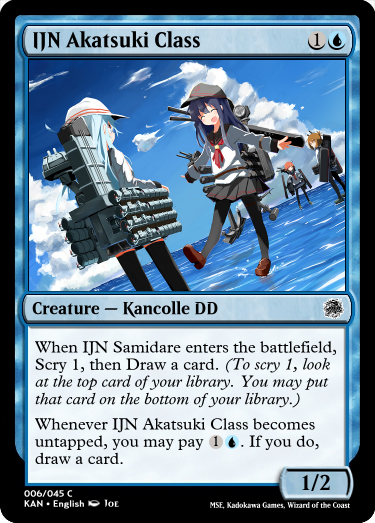 IJN Akatsuki Class 1
Creature — Kancolle DD
When IJN Samidare enters the battlefield,
Scry 1, then Draw a card. (To scry 1, look
at the top card of your library. You may put
that card on the bottom of your library.)
Whenever IJN Akatsuki Class becomes
untapped, you may pay 1. If you do,
draw a card.
1/2
006/045 C
KAN • English JOE
MSE, Kadokawa Games, Wizard of the Coast